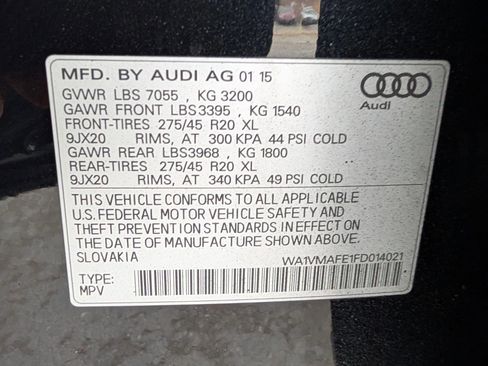 MFD. BY AUDI AG 01 15
GVWR LBS 7055 , KG 3200
GAWR FRONT LBS3395 , KG 1540
FRONT-TIRES 275/45 R20 XL
9JX20 RIMS, AT 300 KPA 44 PSI COLD
GAWR REAR LBS3968 , KG 1800
REAR-TIRES 275/45 R20 XL
9JX20 RIMS, AT 340 KPA 49 PSI COLD
Audi
THIS VEHICLE CONFORMS TO ALL APPLICABLE
U.S. FEDERAL MOTOR VEHICLE SAFETY AND
THEFT PREVENTION STANDARDS IN EFFECT ON
THE DATE OF MANUFACTURE SHOWN ABOVE.
SLOVAKIA
WA1VMAFE1FD014021
TYPE:
MPV